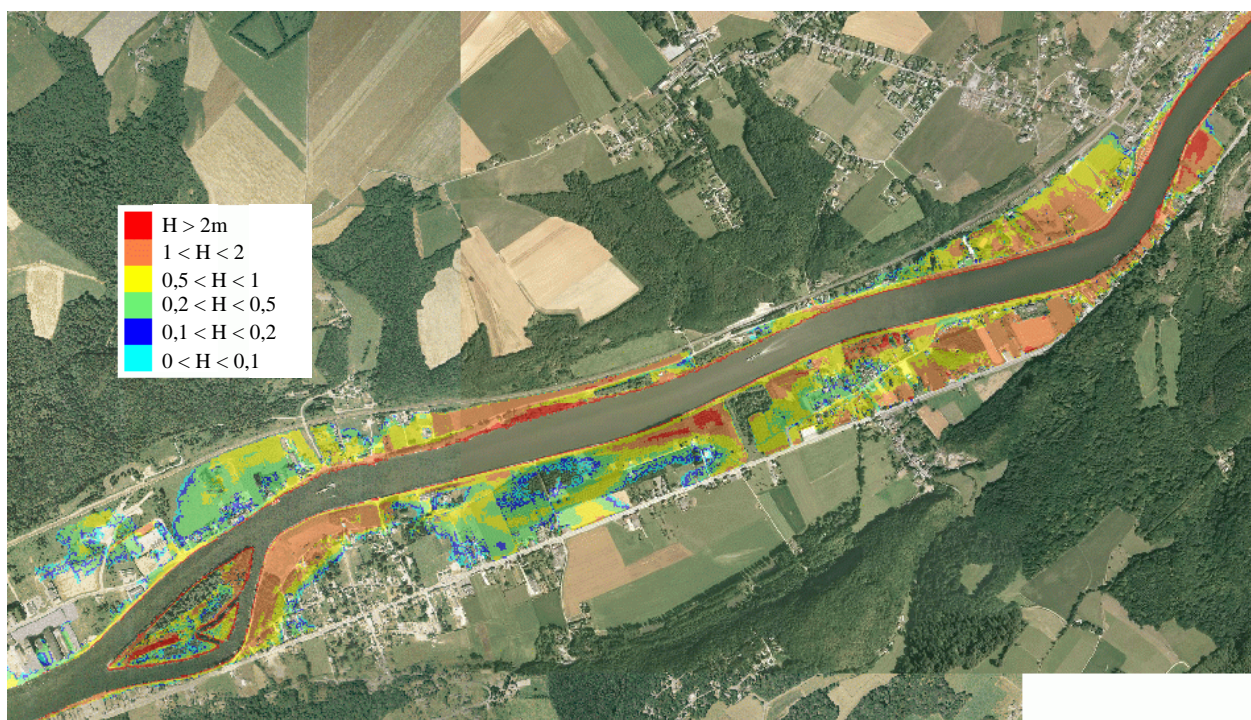 H > 2m
1 < H < 2
0,5 < H < 1
0,2 < H < 0,5
0,1 < H < 0,2
0 < H < 0,1